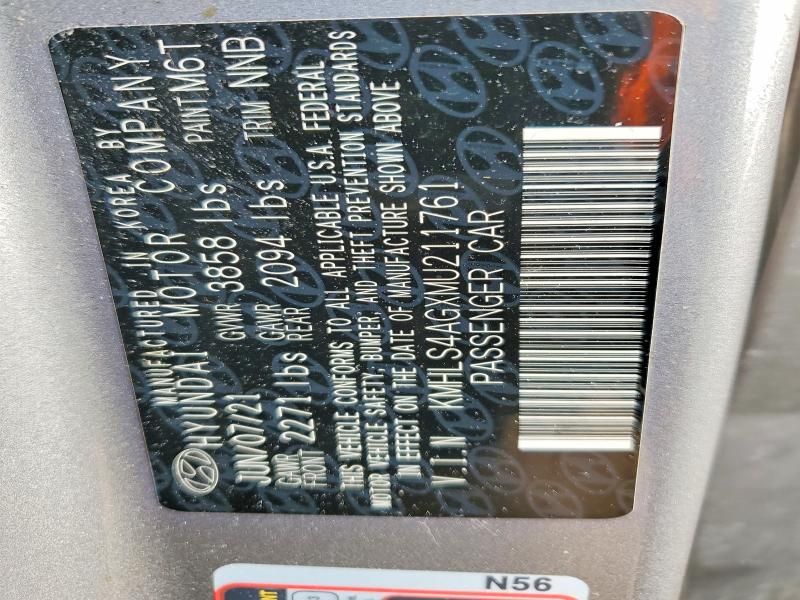 MANUFACTURED IN KOREA BY
HYUNDAI MOTOR COMPANY
JUN/07/21 GVWR 3858 lbs PAINT M6T
GAWR FRONT 2271 lbs GAWR REAR 2094 lbs TRIM NNB
THIS VEHICLE CONFORMS TO ALL APPLICABLE U.S.A. FEDERAL
MOTOR VEHICLE SAFETY, BUMPER, AND THEFT PREVENTION STANDARDS
IN EFFECT ON THE DATE OF MANUFACTURE SHOWN ABOVE
V.I.N KMHLS4AGXMU211761
PASSENGER CAR
N56